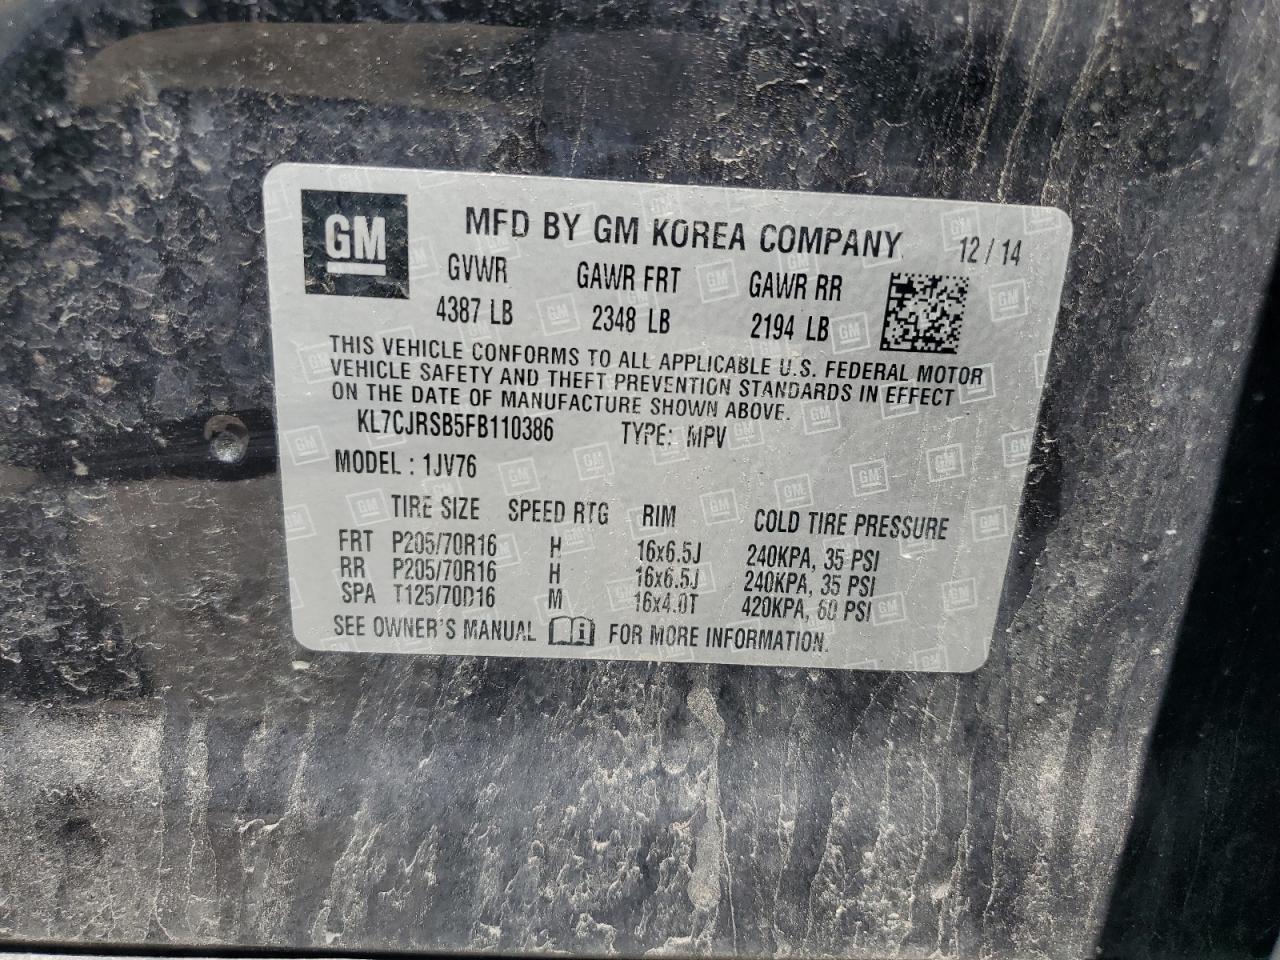 GM
MFD BY GM KOREA COMPANY 12/14
GVWR GAWR FRT GAWR RR
4387 LB 2348 LB 2194 LB
THIS VEHICLE CONFORMS TO ALL APPLICABLE U.S. FEDERAL MOTOR
VEHICLE SAFETY AND THEFT PREVENTION STANDARDS IN EFFECT
ON THE DATE OF MANUFACTURE SHOWN ABOVE.
KL7CJRSB5FB110386 TYPE: MPV
MODEL : 1JV76
TIRE SIZE SPEED RTG RIM COLD TIRE PRESSURE
FRT P205/70R16 H 16x6.5J 240KPA, 35 PSI
RR P205/70R16 H 16x6.5J 240KPA, 35 PSI
SPA T125/70D16 M 16x4.0T 420KPA, 60 PSI
SEE OWNER'S MANUAL FOR MORE INFORMATION.